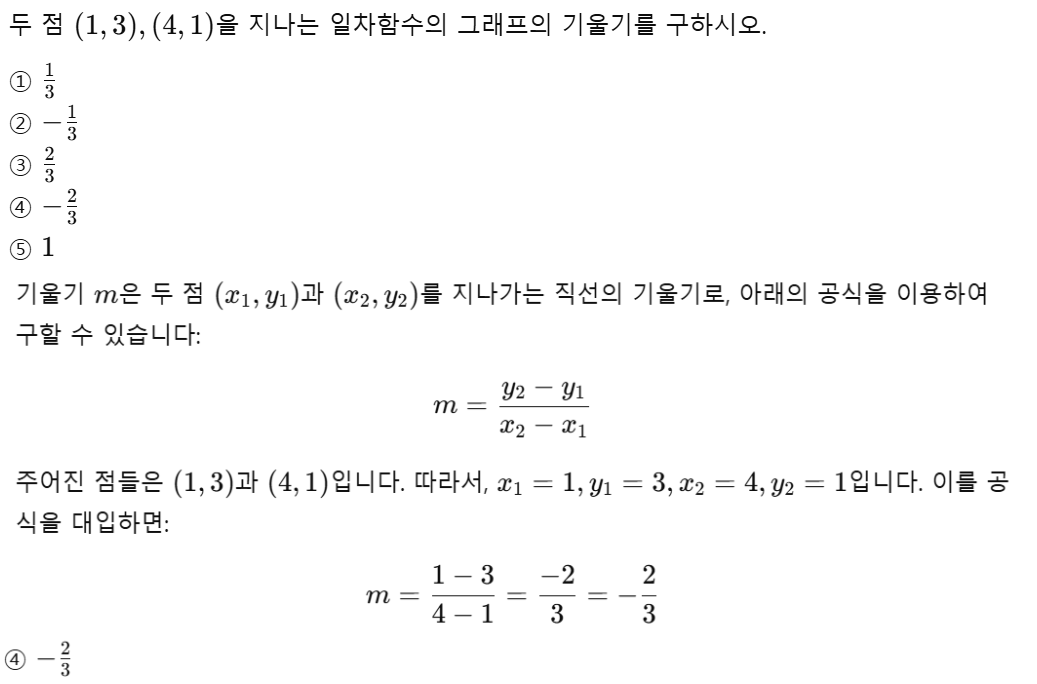 두 점 (1, 3), (4, 1)을 지나는 일차함수의 그래프의 기울기를 구하시오.
① 1/3
② −1/3
③ 2/3
④ −2/3
⑤ 1
기울기 m은 두 점 (x₁, y₁)과 (x₂, y₂)를 지나가는 직선의 기울기로, 아래의 공식을 이용하여
구할 수 있습니다:
m = (y₂ − y₁)/(x₂ − x₁)
주어진 점들은 (1, 3)과 (4, 1)입니다. 따라서, x₁ = 1, y₁ = 3, x₂ = 4, y₂ = 1입니다. 이를 공
식을 대입하면:
m = (1 − 3)/(4 − 1) = −2/3 = −2/3
④ −2/3